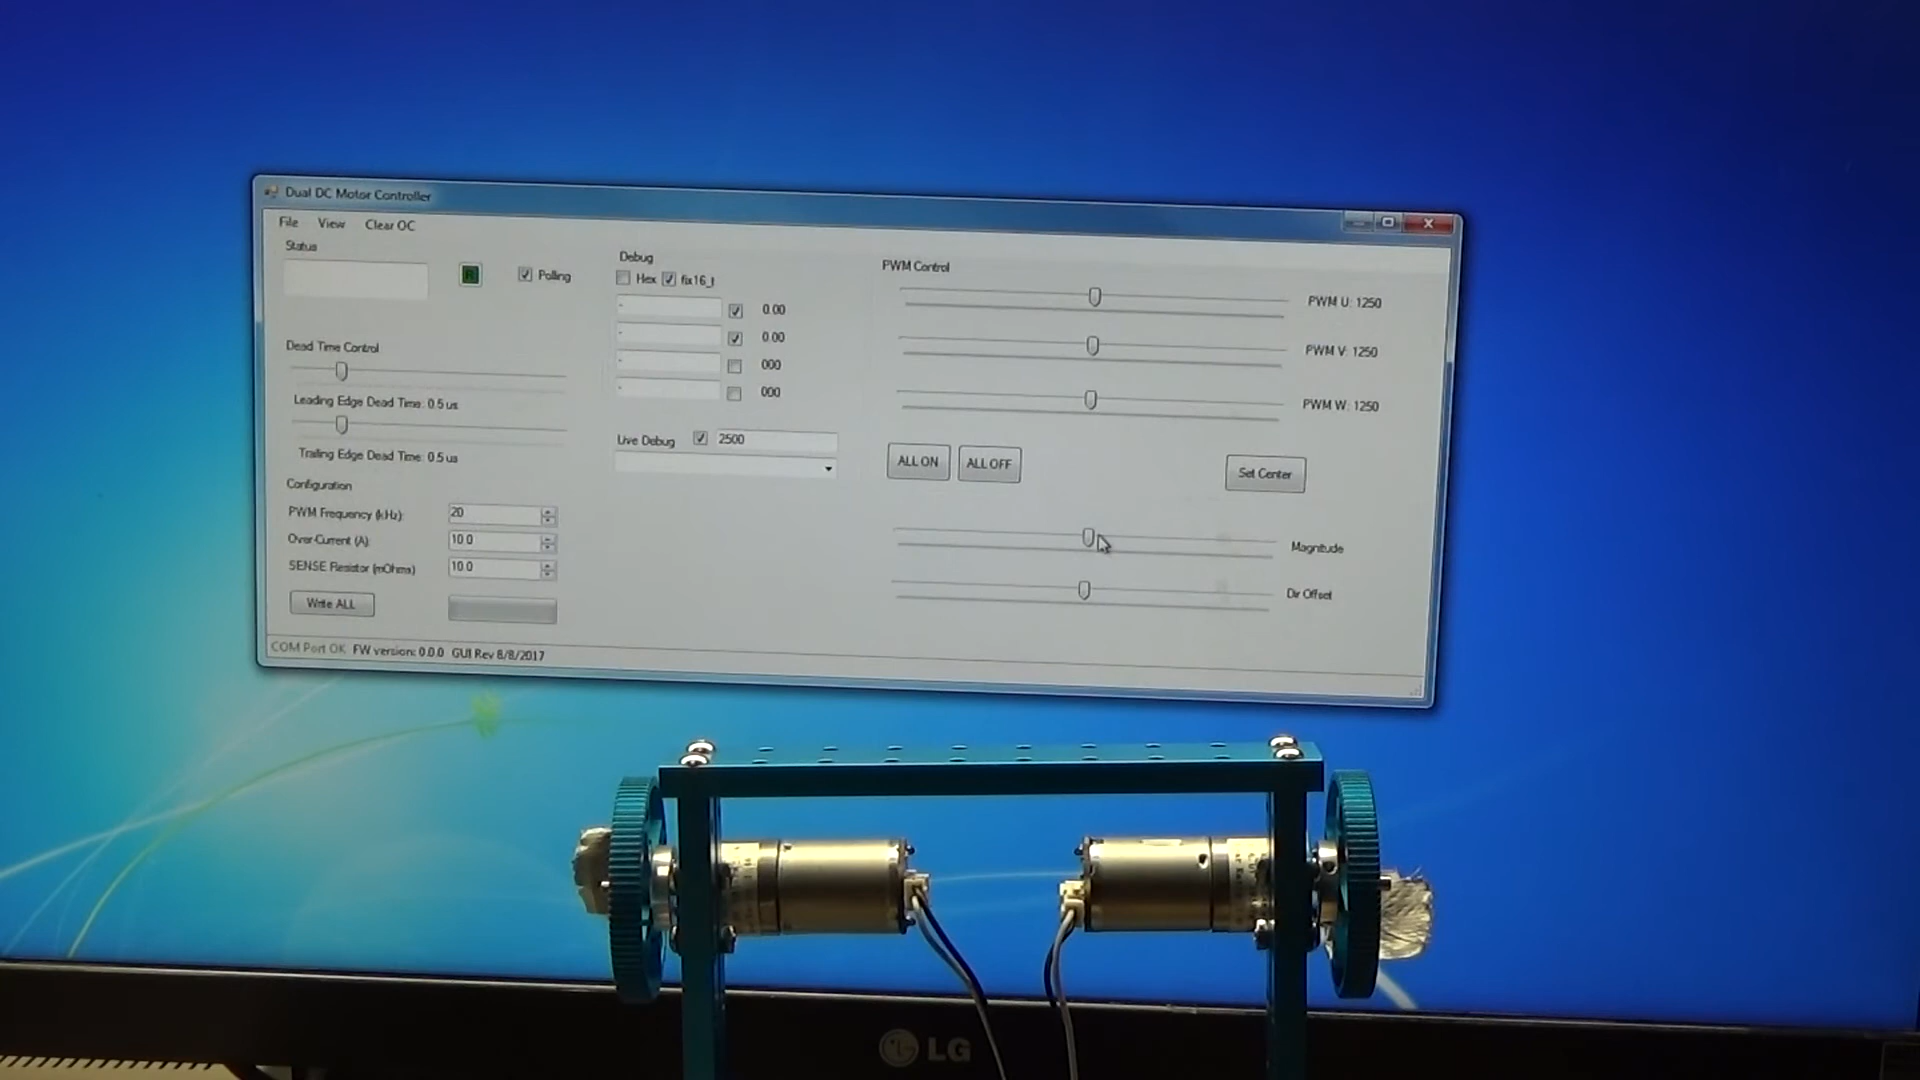 Dual DC Motor Controller
File View Clear OC
Status
Polling
Dead Time Control
Leading Edge Dead Time: 0.5 us
Trailing Edge Dead Time: 0.5 us
Configuration
PWM Frequency (kHz): 20
Over-Current (A): 10.0
SENSE Resistor (mOhms) 10.0
Write ALL
Debug
Hex fix16_t
- 0.00
- 0.00
- 000
- 000
Live Debug 2500
PWM Control
PWM U: 1250
PWM V: 1250
PWM W: 1250
ALL ON ALL OFF Set Center
Magnitude
Dir Offset
COM Port OK FW version: 0.0.0 GUI Rev 8/8/2017
LG